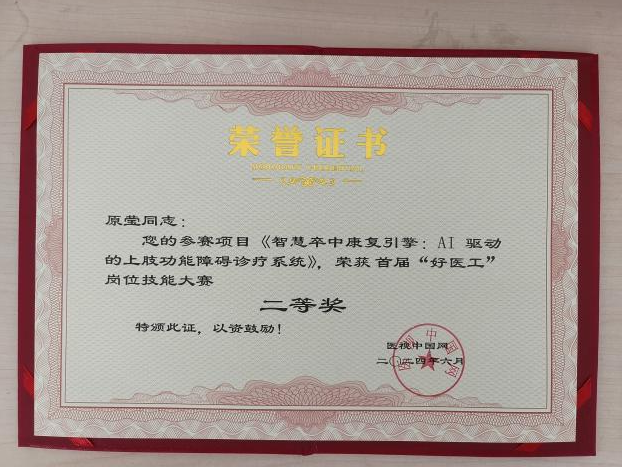 荣誉证书
原莹同志：
您的参赛项目《智慧卒中康复引擎：AI 驱动
的上肢功能障碍诊疗系统》，荣获 首届“好医工”
岗位技能大赛
二等奖
特颁此证，以资鼓励！
医视中国网
二〇二四年六月